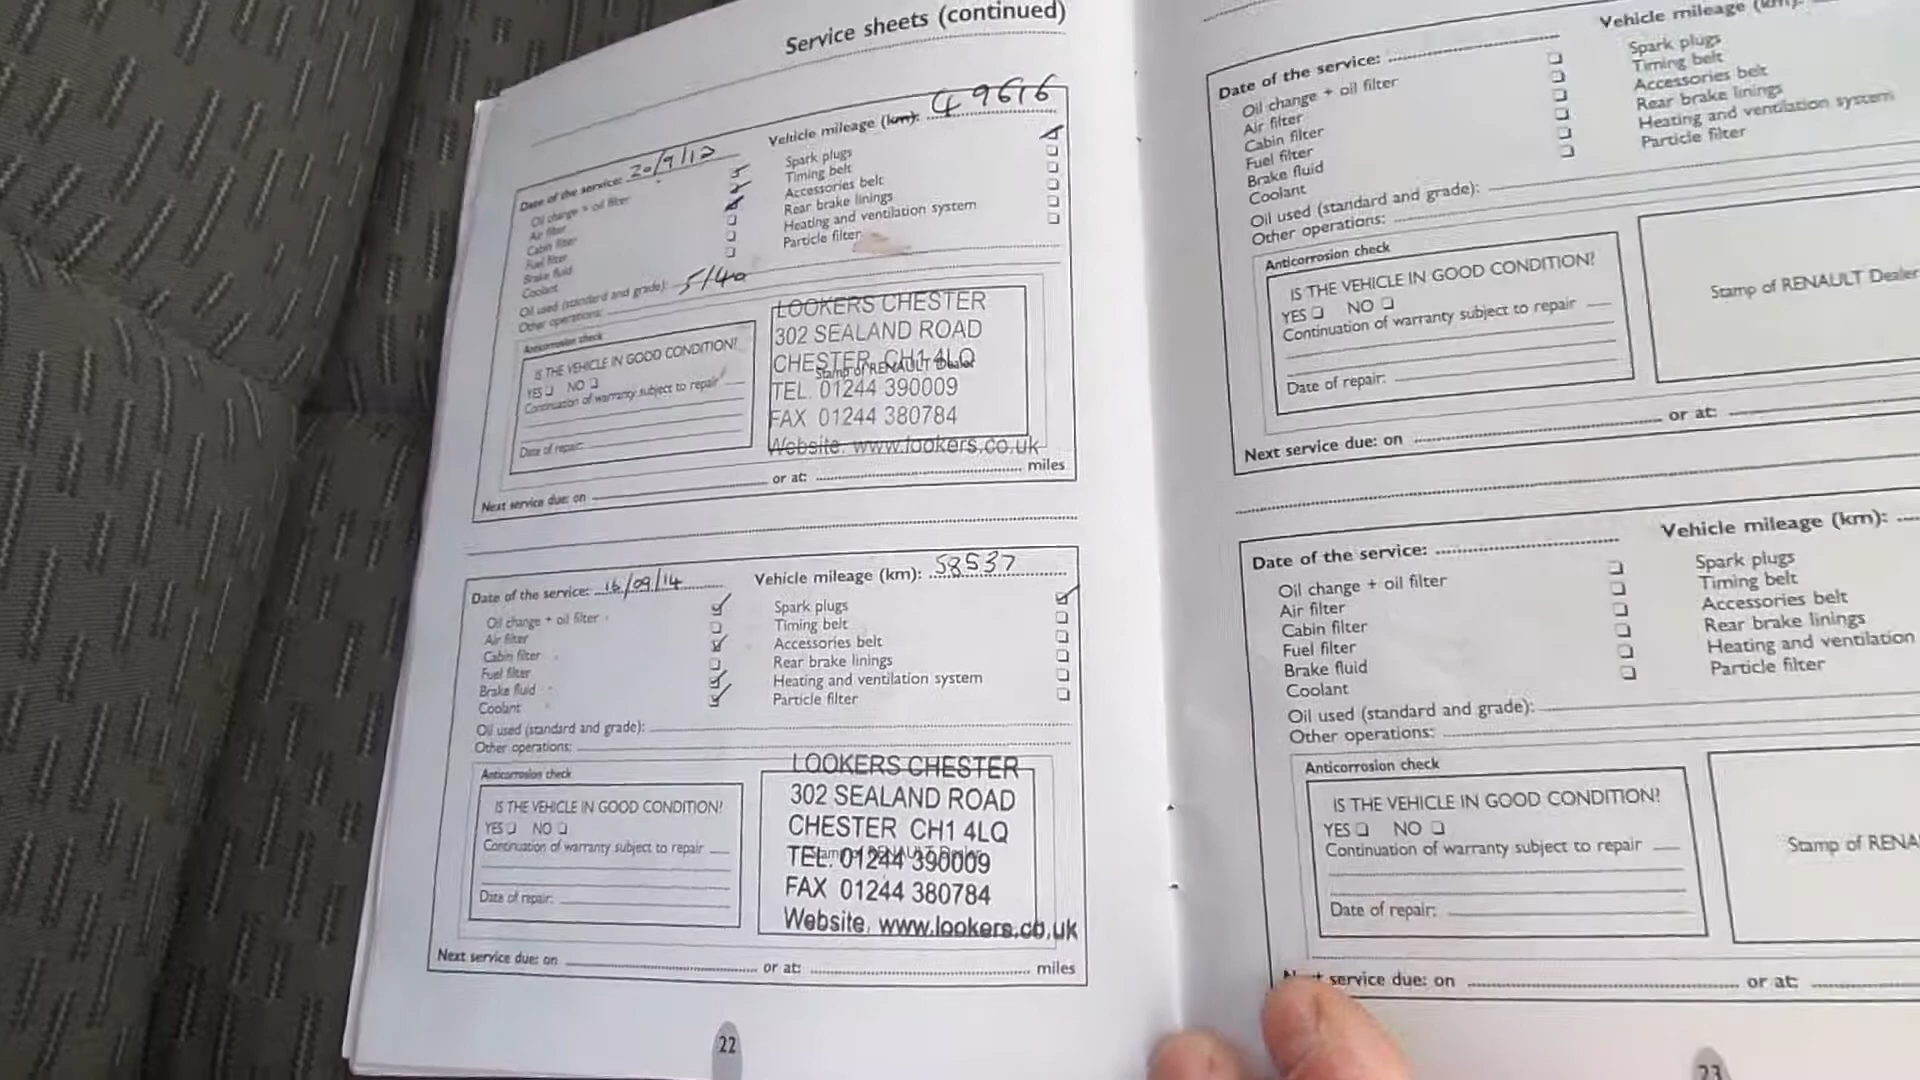 Service sheets (continued)
Date of the service: 20/9/12 Vehicle mileage (km): 49616
Oil change + oil filter
Air filter
Cabin filter
Fuel filter
Brake fluid
Coolant
Spark plugs
Timing belt
Accessories belt
Rear brake linings
Heating and ventilation system
Particle filter
Oil used (standard and grade): 5/40
Other operations:
Anticorrosion check
IS THE VEHICLE IN GOOD CONDITION?
YES NO
Continuation of warranty subject to repair
Date of repair:
LOOKERS CHESTER
302 SEALAND ROAD
CHESTER CH1 4LQ
Stamp of RENAULT Dealer
TEL. 01244 390009
FAX 01244 380784
Website. www.lookers.co.uk
Next service due: on or at: miles
Date of the service: 16/09/14 Vehicle mileage (km): 58537
Oil change + oil filter
Air filter
Cabin filter
Fuel filter
Brake fluid
Coolant
Spark plugs
Timing belt
Accessories belt
Rear brake linings
Heating and ventilation system
Particle filter
Oil used (standard and grade):
Other operations:
Anticorrosion check
IS THE VEHICLE IN GOOD CONDITION?
YES NO
Continuation of warranty subject to repair
Date of repair:
LOOKERS CHESTER
302 SEALAND ROAD
CHESTER CH1 4LQ
Stamp of RENAULT Dealer
TEL. 01244 390009
FAX 01244 380784
Website. www.lookers.co.uk
Next service due: on or at: miles
22
Date of the service: Vehicle mileage (km):
Oil change + oil filter
Air filter
Cabin filter
Fuel filter
Brake fluid
Coolant
Spark plugs
Timing belt
Accessories belt
Rear brake linings
Heating and ventilation system
Particle filter
Oil used (standard and grade):
Other operations:
Anticorrosion check
IS THE VEHICLE IN GOOD CONDITION?
YES NO
Continuation of warranty subject to repair
Date of repair:
Stamp of RENAULT Dealer
Next service due: on or at:
Date of the service: Vehicle mileage (km):
Oil change + oil filter
Air filter
Cabin filter
Fuel filter
Brake fluid
Coolant
Spark plugs
Timing belt
Accessories belt
Rear brake linings
Heating and ventilation
Particle filter
Oil used (standard and grade):
Other operations:
Anticorrosion check
IS THE VEHICLE IN GOOD CONDITION?
YES NO
Continuation of warranty subject to repair
Date of repair:
Stamp of RENA
service due: on or at:
23